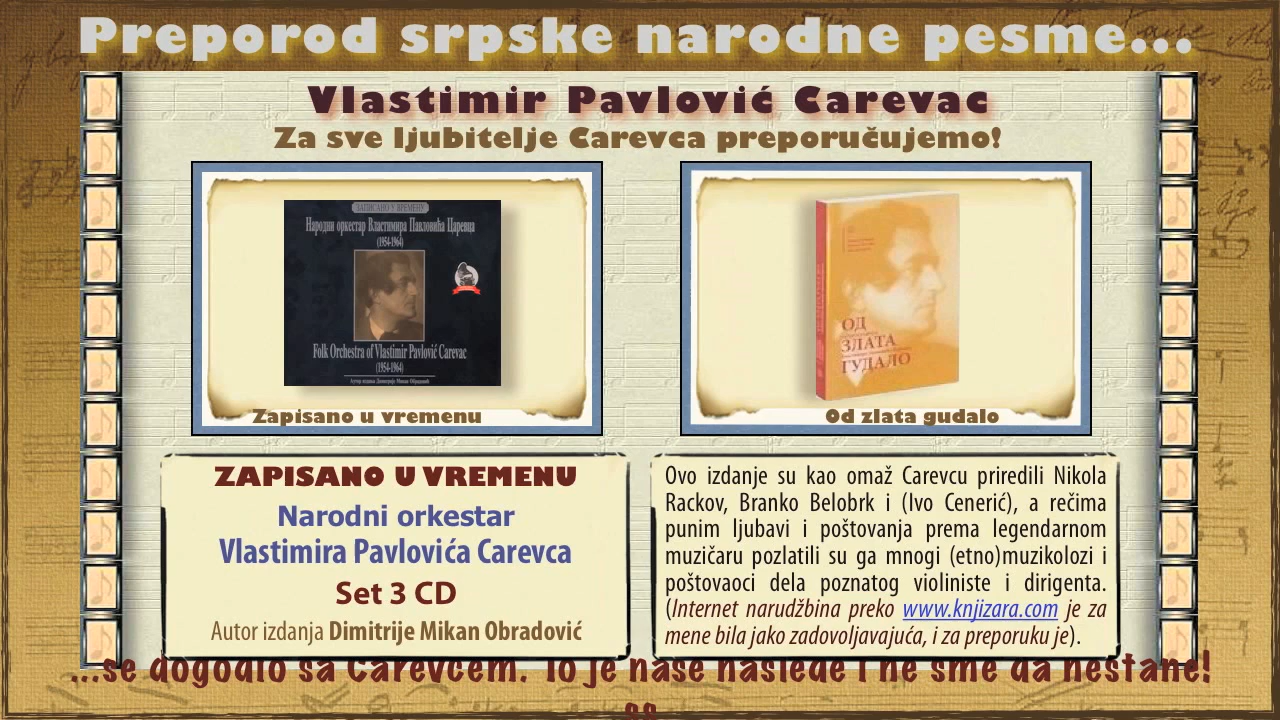 Preporod srpske narodne pesme...
Vlastimir Pavlović Carevac
Za sve ljubitelje Carevca preporučujemo!
ЗАПИСАНО У ВРЕМЕНУ
Народни оркестар Властимира Павловића Царевца
(1954-1964)
Folk Orchestra of Vlastimir Pavlović Carevac
(1954-1964)
Аутор издања Димитрије Микан Обрадовић
Zapisano u vremenu
ОД
ЗЛАТА
ГУДАЛО
Od zlata gudalo
ZAPISANO U VREMENU
Narodni orkestar
Vlastimira Pavlovića Carevca
Set 3 CD
Autor izdanja Dimitrije Mikan Obradović
Ovo izdanje su kao omaž Carevcu priredili Nikola
Rackov, Branko Belobrk i (Ivo Cenerić), a rečima
punim ljubavi i poštovanja prema legendarnom
muzičaru pozlatili su ga mnogi (etno)muzikolozi i
poštovaoci dela poznatog violiniste i dirigenta.
(Internet narudžbina preko www.knjizara.com je za
mene bila jako zadovoljavajuća, i za preporuku je).
...se dogodio sa Carevcem. To je naše nasleđe i ne sme da nestane!